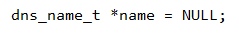 dns_name_t *name = NULL;